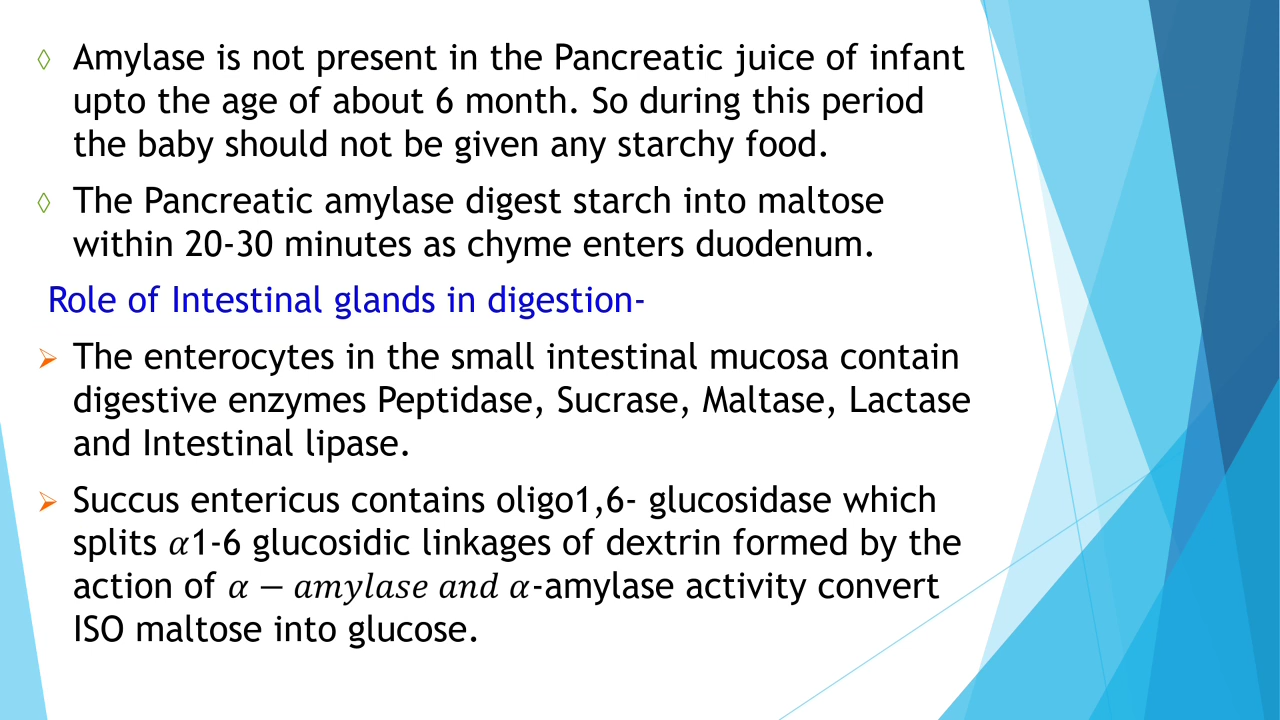 ◊ Amylase is not present in the Pancreatic juice of infant
upto the age of about 6 month. So during this period
the baby should not be given any starchy food.
◊ The Pancreatic amylase digest starch into maltose
within 20-30 minutes as chyme enters duodenum.
Role of Intestinal glands in digestion-
➢ The enterocytes in the small intestinal mucosa contain
digestive enzymes Peptidase, Sucrase, Maltase, Lactase
and Intestinal lipase.
➢ Succus entericus contains oligo1,6- glucosidase which
splits 𝛼1-6 glucosidic linkages of dextrin formed by the
action of 𝛼 − 𝑎𝑚𝑦𝑙𝑎𝑠𝑒 𝑎𝑛𝑑 𝛼-amylase activity convert
ISO maltose into glucose.